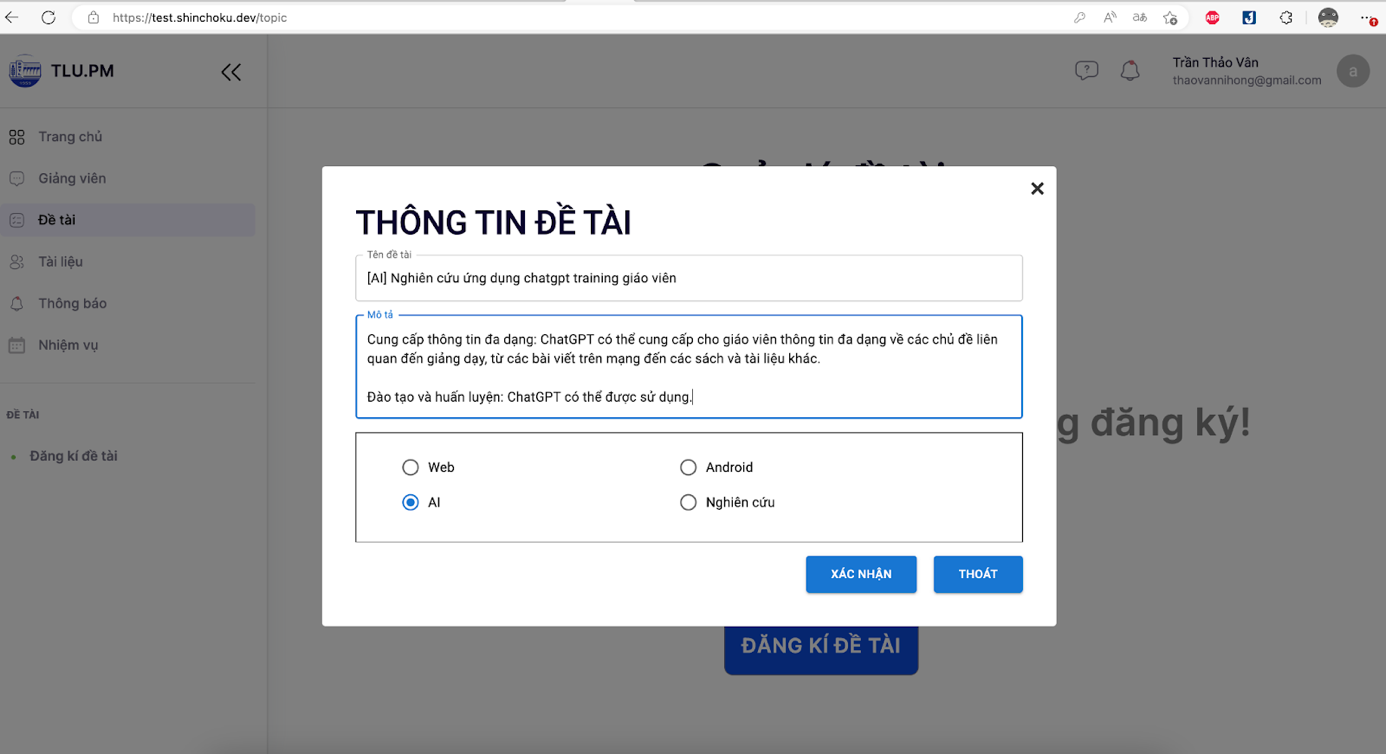 https://test.shinchoku.dev/topic
ABP
TLU.PM
Trần Thảo Vân
thaovannihong@gmail.com
a
Trang chủ
Giảng viên
Đề tài
Tài liệu
Thông báo
Nhiệm vụ
ĐỀ TÀI
Đăng kí đề tài
THÔNG TIN ĐỀ TÀI
Tên đề tài
[AI] Nghiên cứu ứng dụng chatgpt training giáo viên
Mô tả
Cung cấp thông tin đa dạng: ChatGPT có thể cung cấp cho giáo viên thông tin đa dạng về các chủ đề liên
quan đến giảng dạy, từ các bài viết trên mạng đến các sách và tài liệu khác.
Đào tạo và huấn luyện: ChatGPT có thể được sử dụng.
Web
Android
AI
Nghiên cứu
XÁC NHẬN
THOÁT
g đăng ký!
ĐĂNG KÍ ĐỀ TÀI